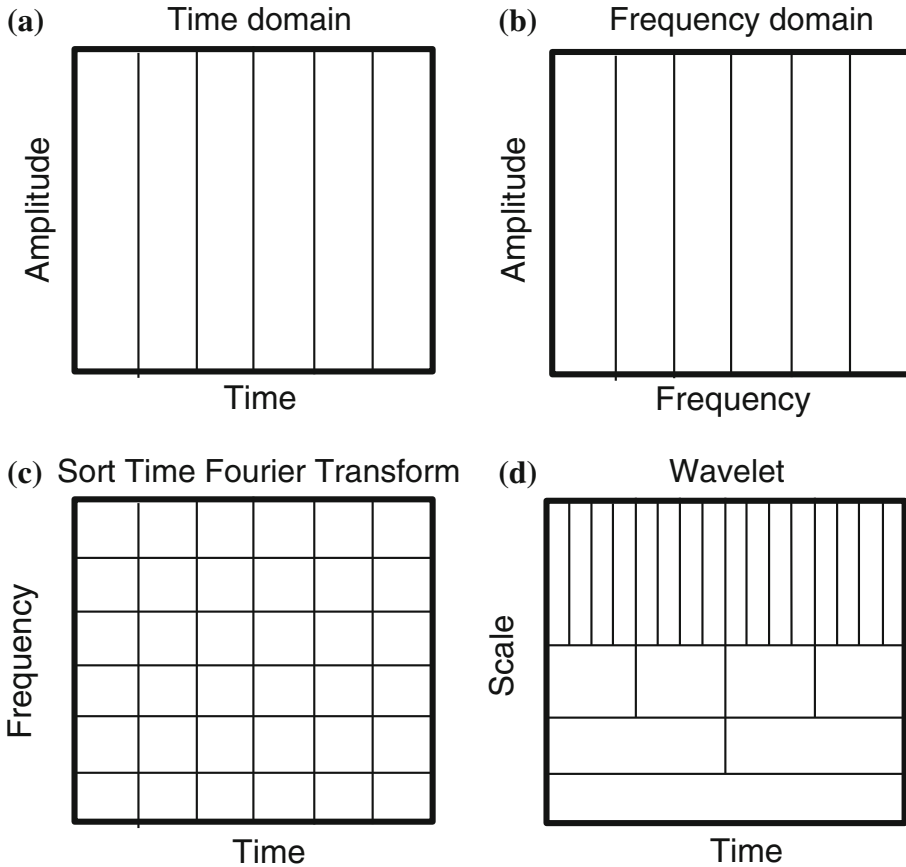 (a) Time domain
Amplitude
Time
(b) Frequency domain
Amplitude
Frequency
(c) Sort Time Fourier Transform
Frequency
Time
(d) Wavelet
Scale
Time